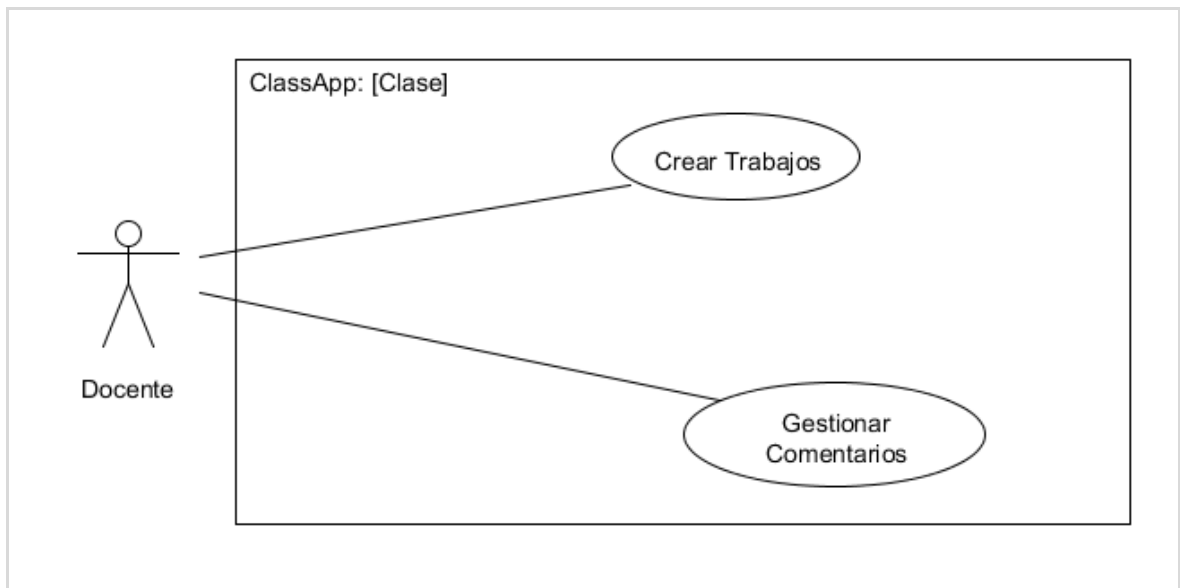 ClassApp: [Clase]
Crear Trabajos
Docente
Gestionar
Comentarios